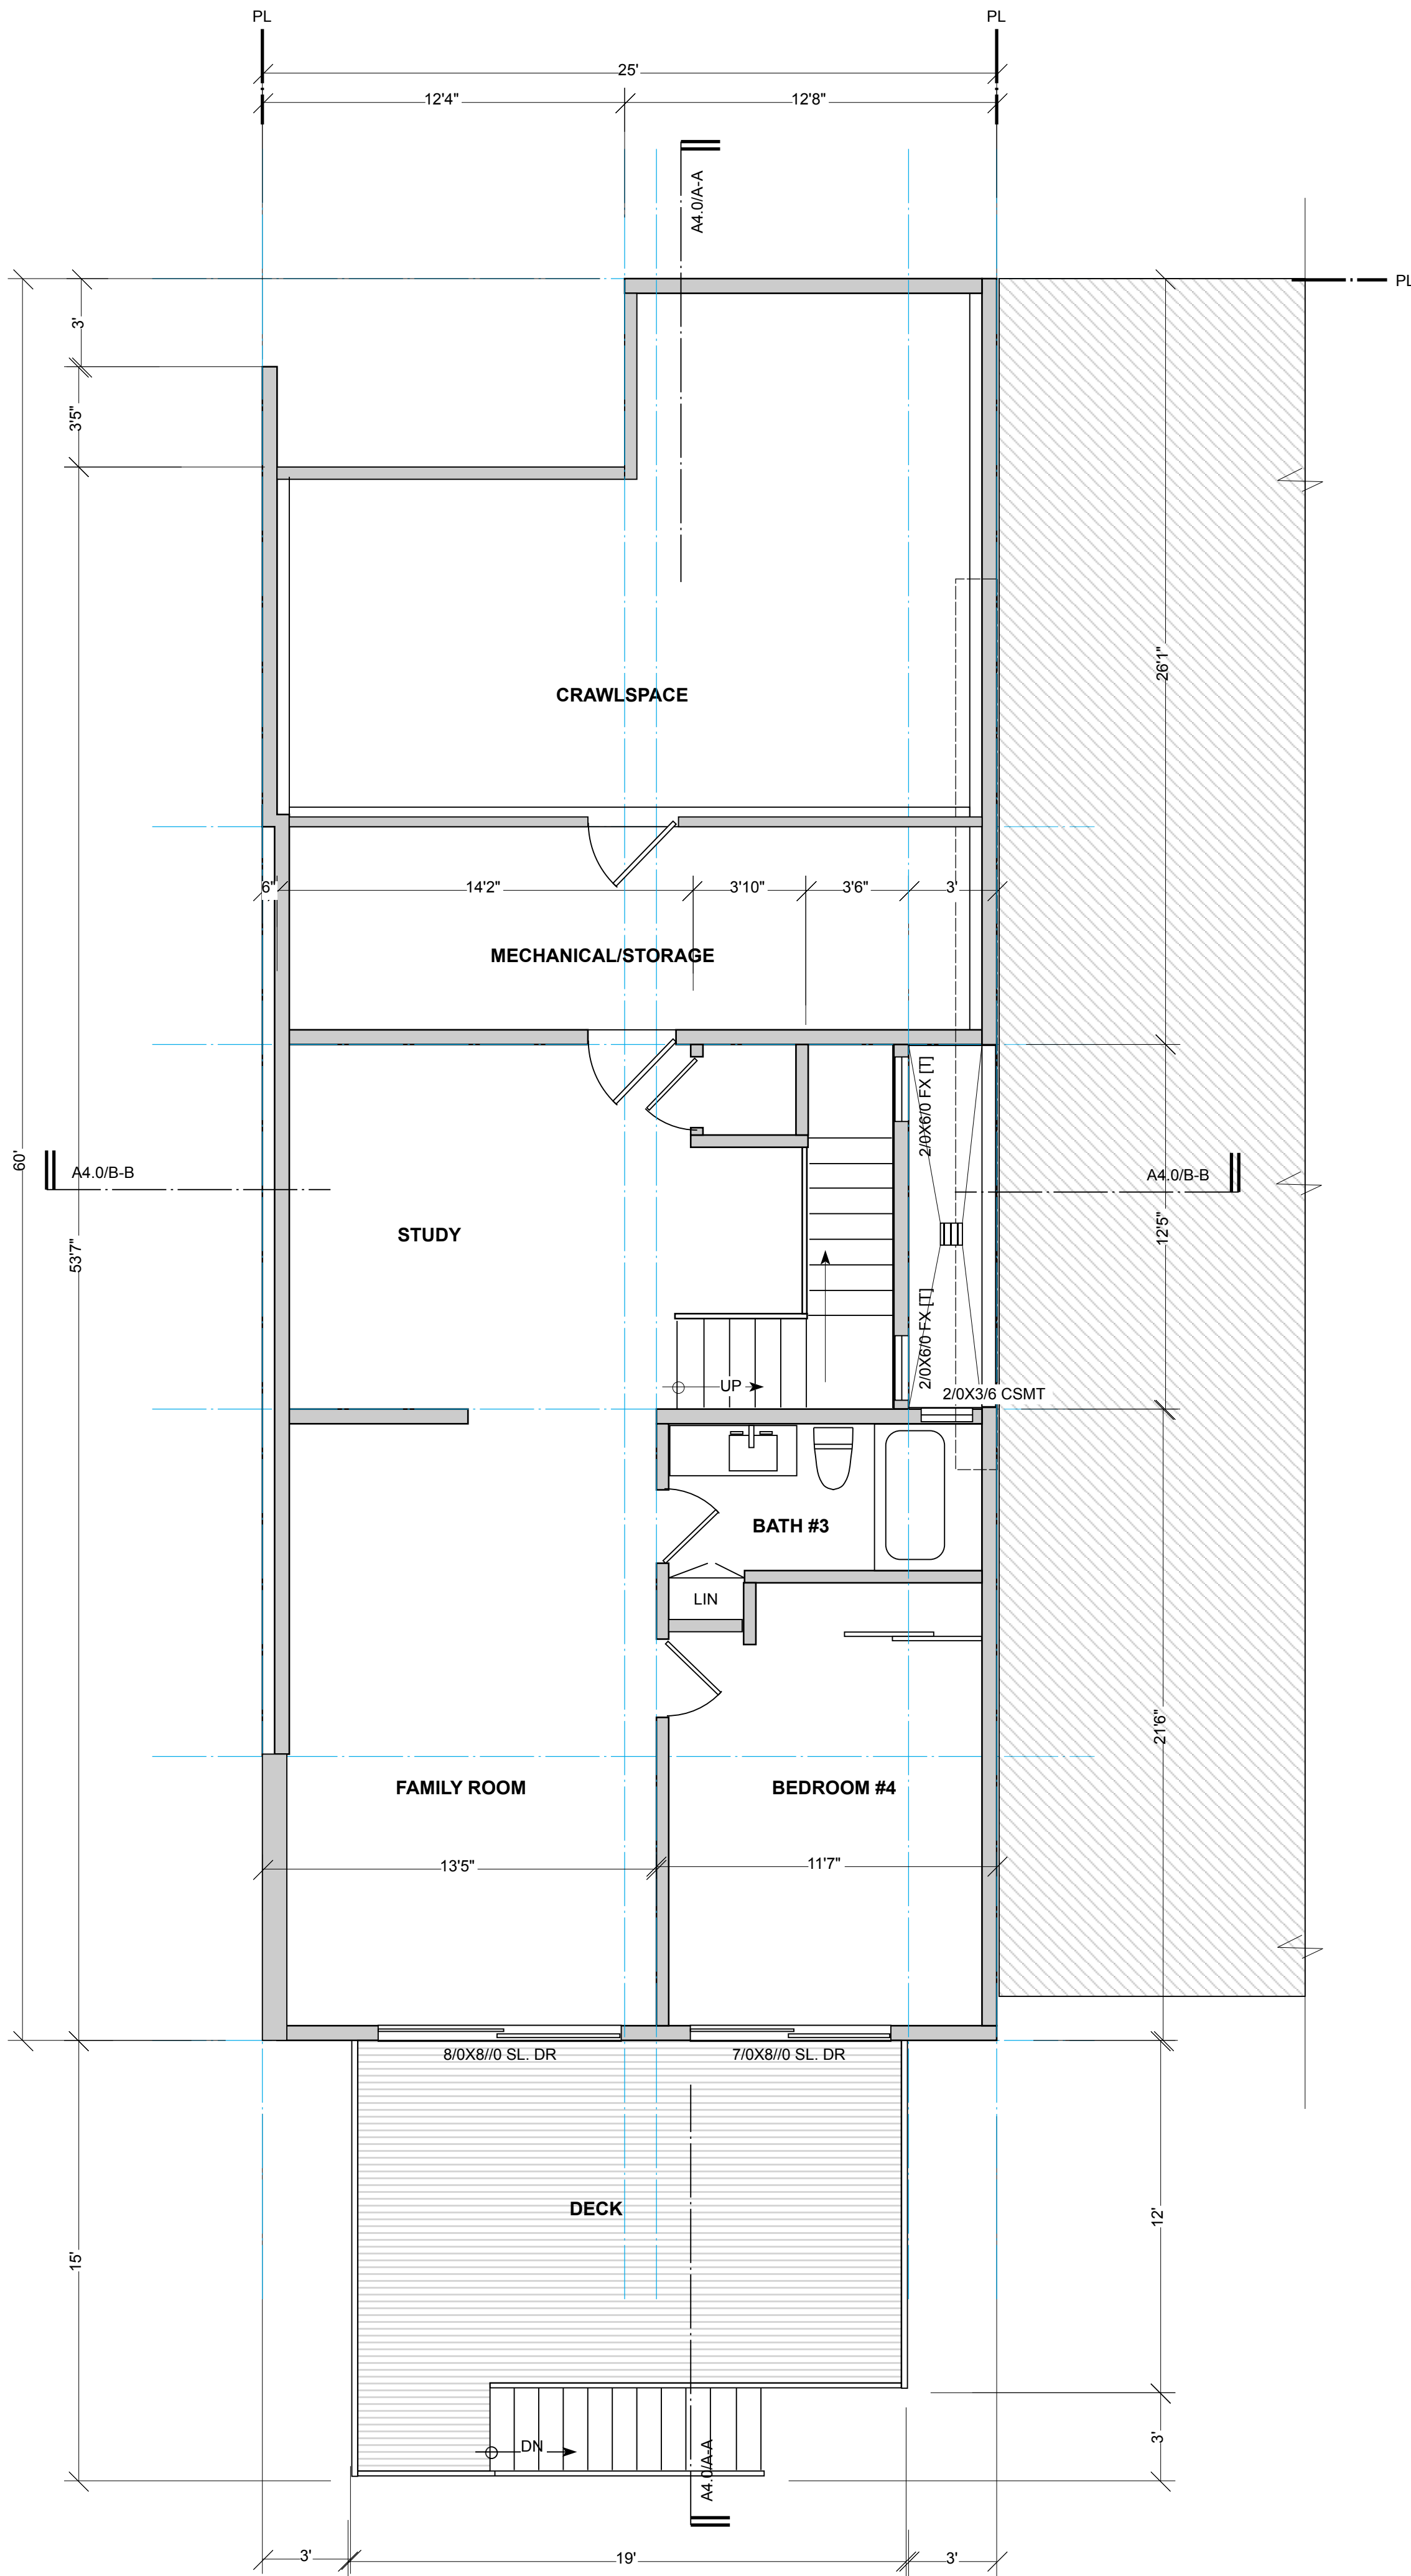 PL
PL
25'
12'4"
12'8"
A4.0/A-A
PL
3'
3'5"
CRAWLSPACE
26'1"
6"
14'2"
3'10"
3'6"
3'
MECHANICAL/STORAGE
2/0X6/0 FX [T]
60'
A4.0/B-B
A4.0/B-B
STUDY
53'7"
12'5"
2/0X6/0 FX [T]
UP
2/0X3/6 CSMT
BATH #3
LIN
21'6"
FAMILY ROOM
BEDROOM #4
13'5"
11'7"
8/0X8//0 SL. DR
7/0X8//0 SL. DR
DECK
12'
15'
DN
3'
A4.0/A-A
3'
19'
3'